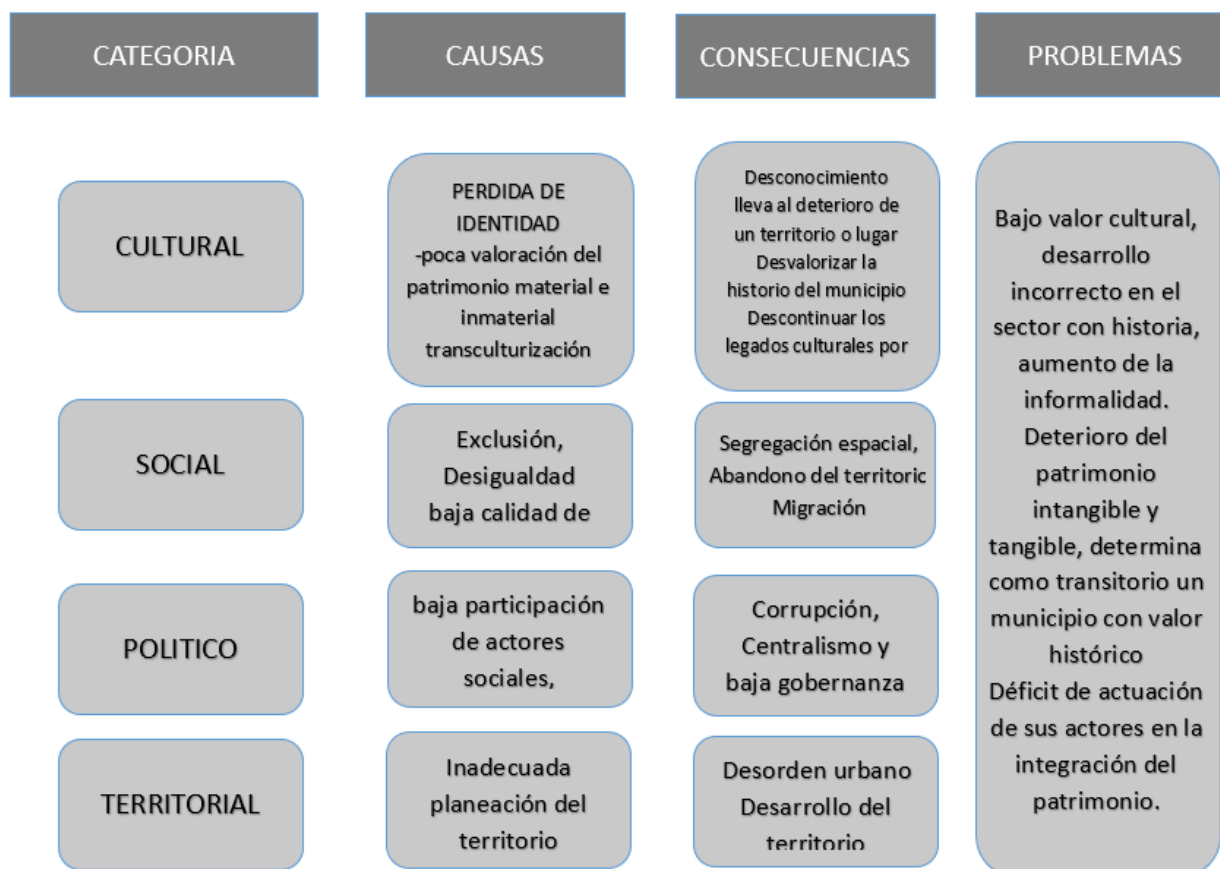 CATEGORIA
CAUSAS
CONSECUENCIAS
PROBLEMAS
CULTURAL
PERDIDA DE
IDENTIDAD
-poca valoración del
patrimonio material e
inmaterial
transculturización
Desconocimiento
lleva al deterioro de
un territorio o lugar
Desvalorizar la
historio del municipio
Descontinuar los
legados culturales por
SOCIAL
Exclusión,
Desigualdad
baja calidad de
Segregación espacial,
Abandono del territoric
Migración
POLITICO
baja participación
de actores
sociales,
Corrupción,
Centralismo y
baja gobernanza
TERRITORIAL
Inadecuada
planeación del
territorio
Desorden urbano
Desarrollo del
territorio
Bajo valor cultural,
desarrollo
incorrecto en el
sector con historia,
aumento de la
informalidad.
Deterioro del
patrimonio
intangible y
tangible, determina
como transitorio un
municipio con valor
histórico
Déficit de actuación
de sus actores en la
integración del
patrimonio.